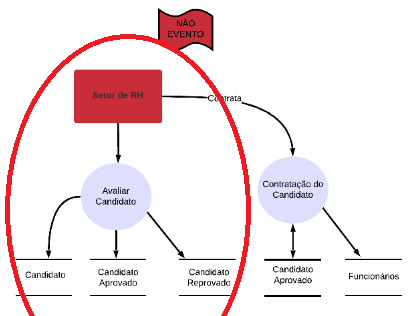 NÃO
EVENTO
Setor de RH
Contrata
Avaliar
Candidato
Contratação do
Candidato
Candidato
Candidato
Aprovado
Candidato
Reprovado
Candidato
Aprovado
Funcionários